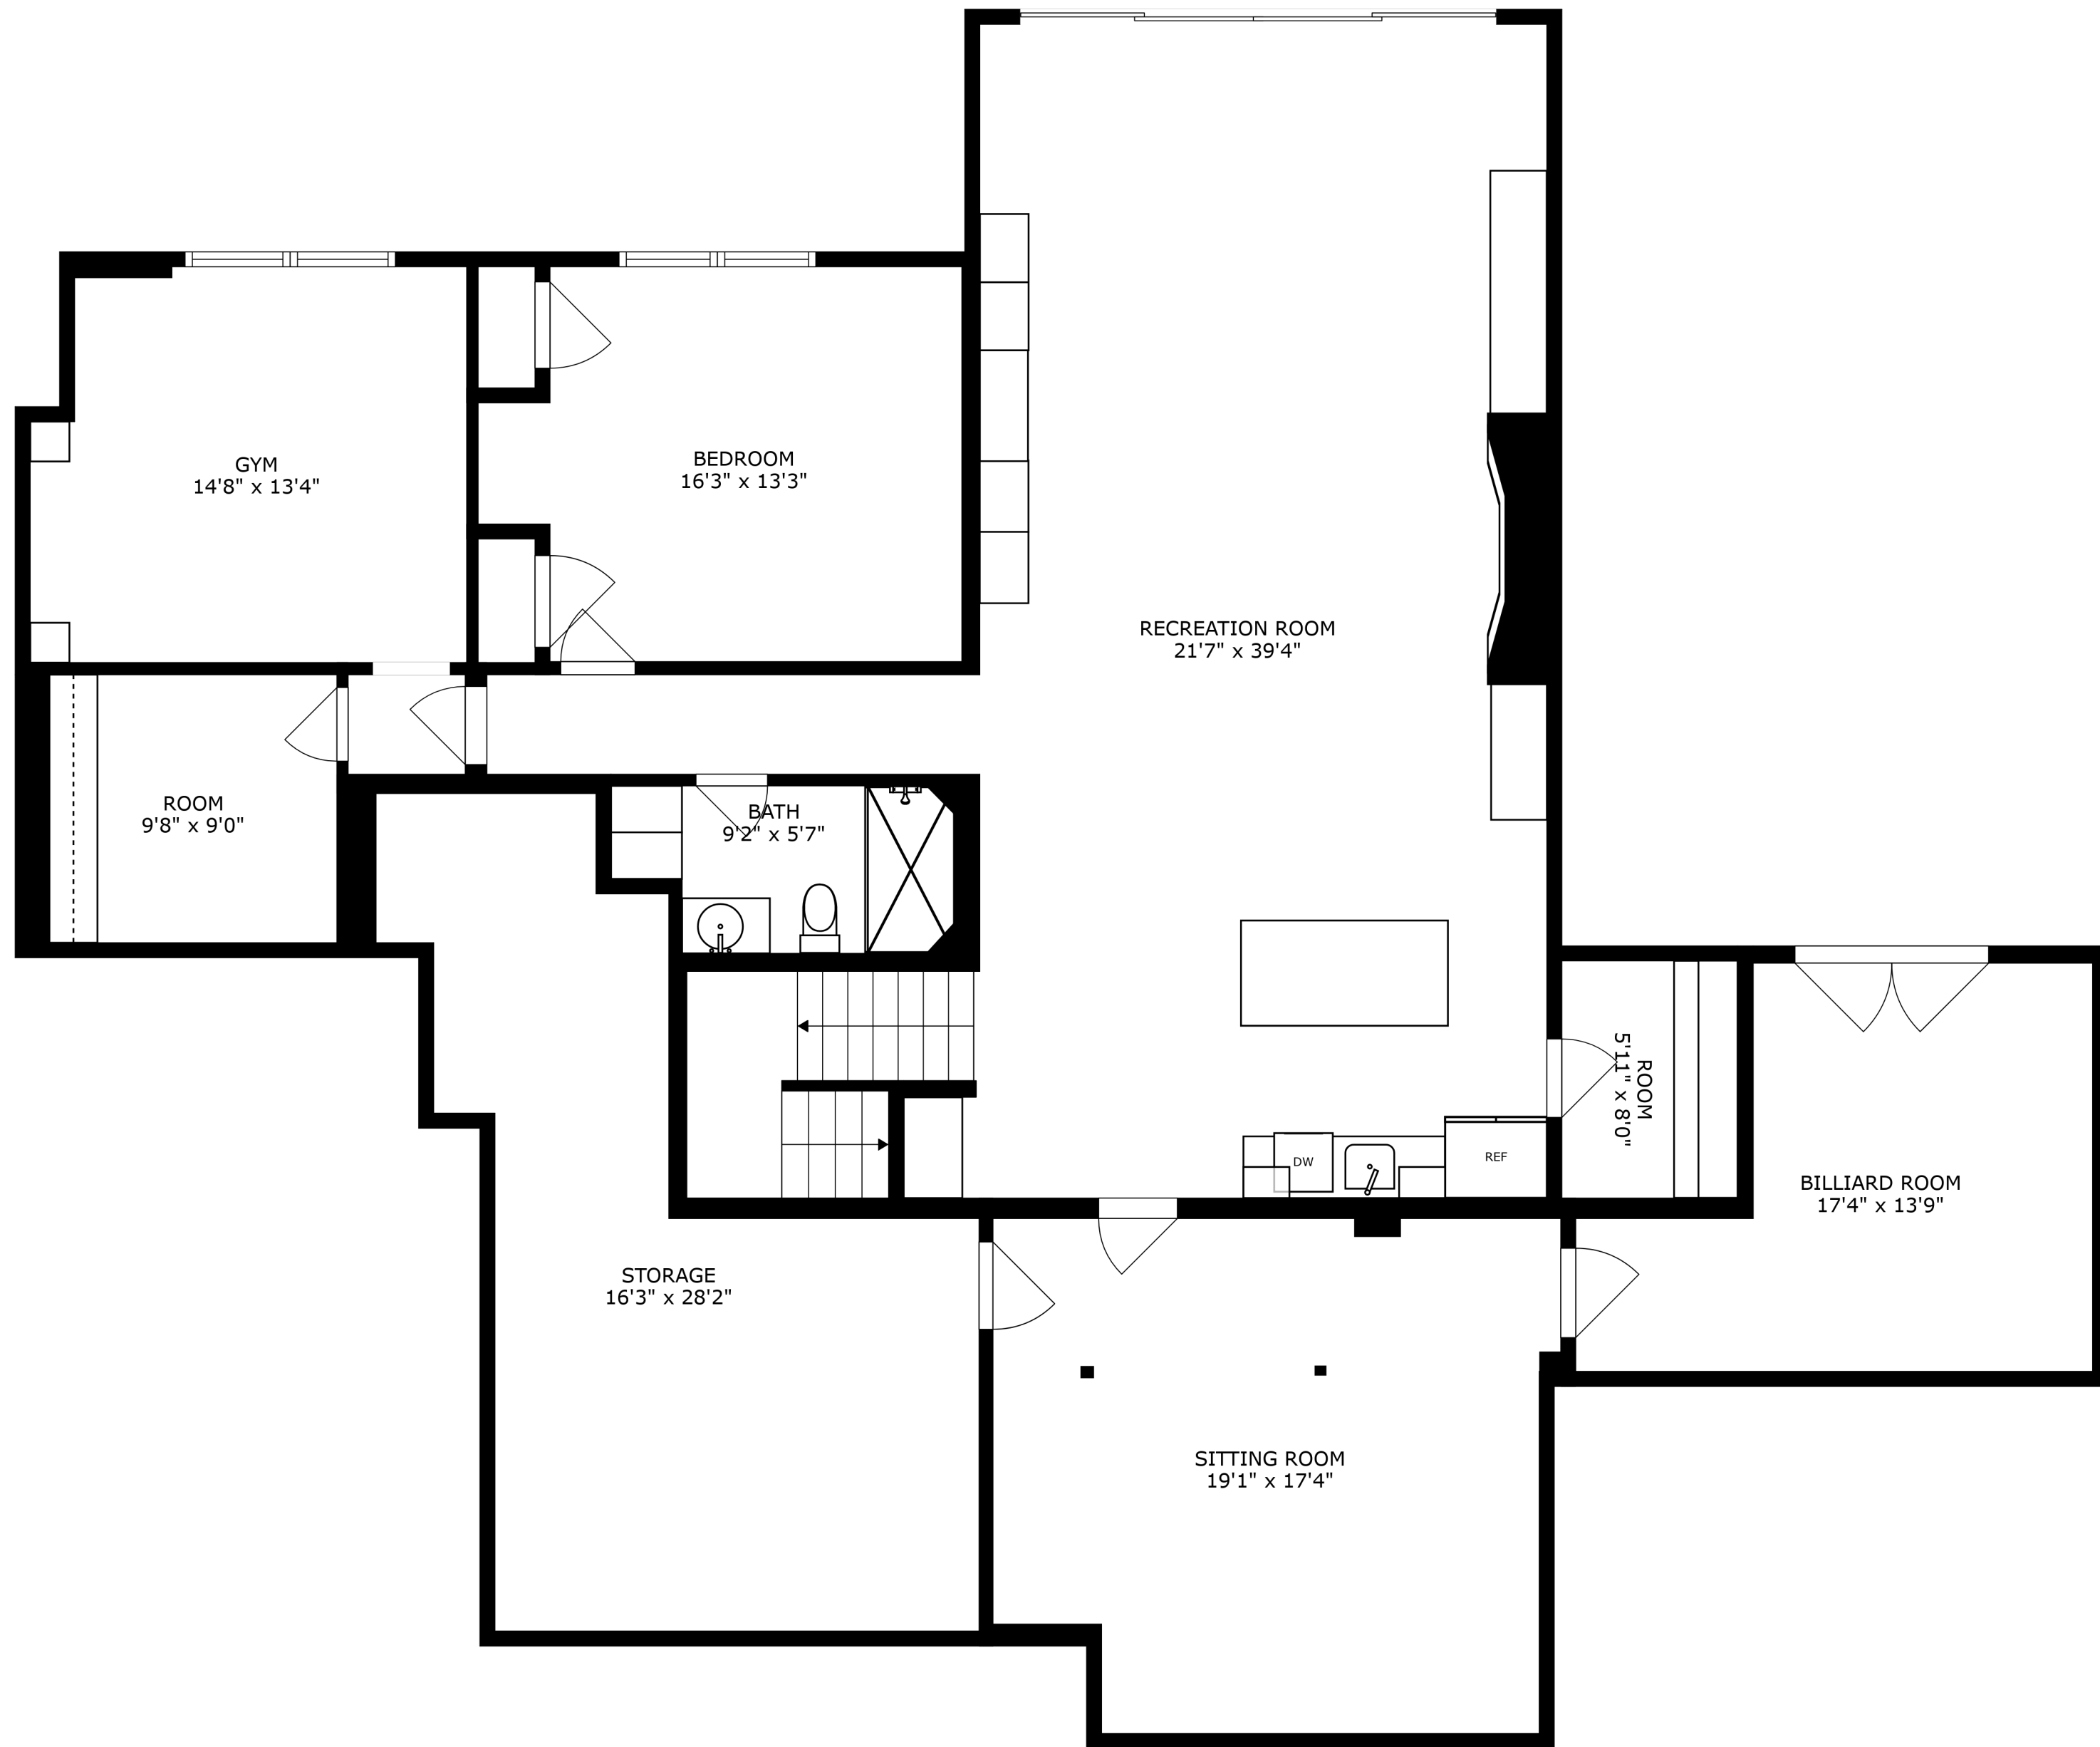 GYM
14'8" x 13'4"
BEDROOM
16'3" x 13'3"
RECREATION ROOM
21'7" x 39'4"
ROOM
9'8" x 9'0"
BATH
9'2" x 5'7"
ROOM
5'11" x 8'0"
DW
REF
BILLIARD ROOM
17'4" x 13'9"
STORAGE
16'3" x 28'2"
SITTING ROOM
19'1" x 17'4"